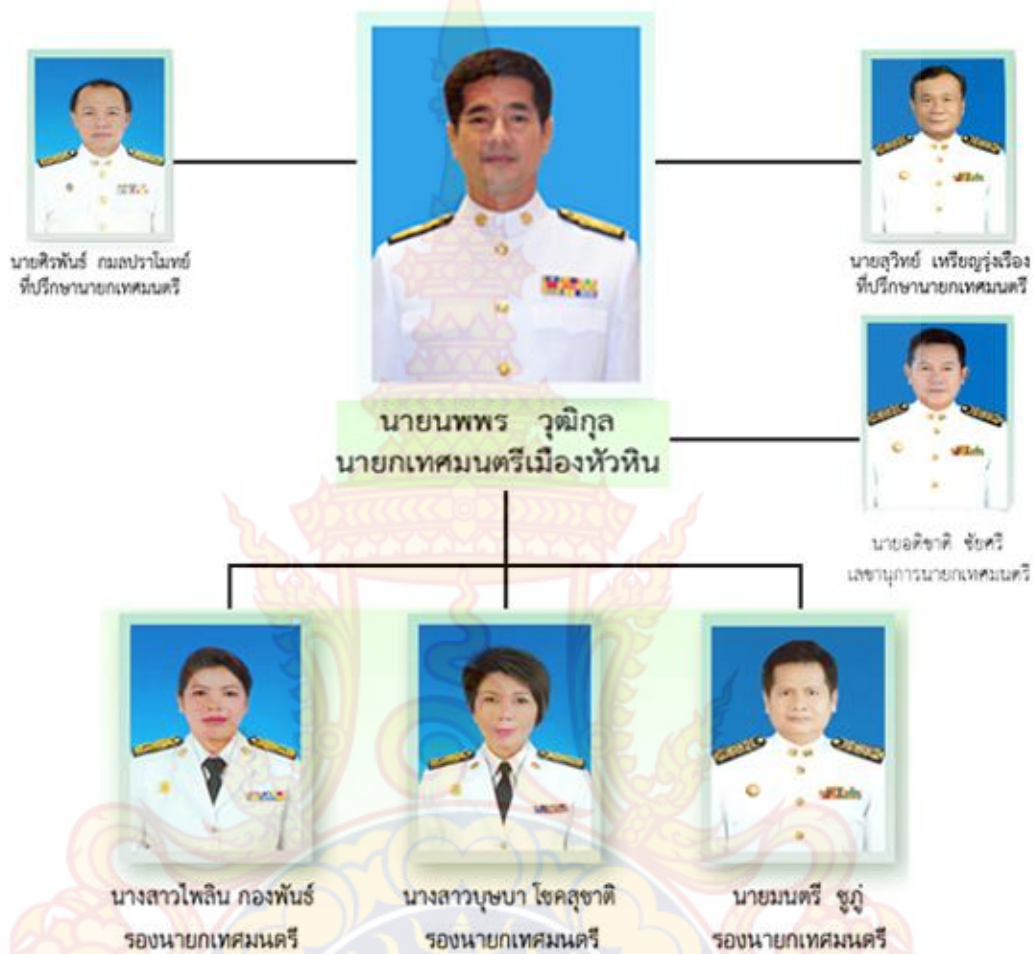 นายศิรพันธ์ กมลปราโมทย์
ที่ปรึกษานายกเทศมนตรี
นายสุวิทย์ เหรียญรุ่งเรือง
ที่ปรึกษานายกเทศมนตรี
นายนพพร วุฒิกุล
นายกเทศมนตรีเมืองหัวหิน
นายอติชาติ ชัยศรี
เลขานุการนายกเทศมนตรี
นางสาวไพลิน กองพันธ์
รองนายกเทศมนตรี
นางสาวบุษบา โชคสุชาติ
รองนายกเทศมนตรี
นายมนตรี ชูภู่
รองนายกเทศมนตรี